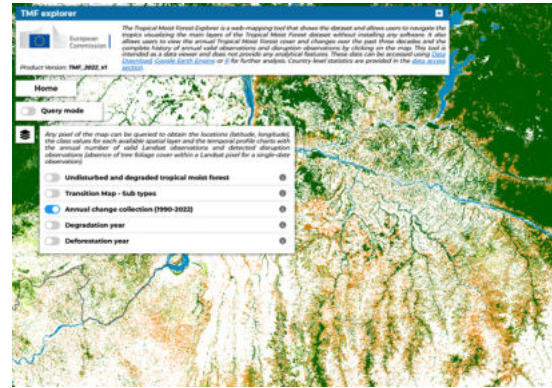 TMF explorer
European
Commission
The Tropical Moist Forest Explorer is a web-mapping tool that shows the dataset and allows users to navigate the
tropics visualizing the main layers of the Tropical Moist Forest dataset without installing any software. It also
allows users to view the annual Tropical Moist Forest cover and changes over the past three decades and the
complete history of annual valid observations and disruption observations by clicking on the map. This tool is
intended as a data viewer and does not provide any analytical features. These data can be accessed using Data
Download, Google Earth Engine or R for further analysis. Country-level statistics are provided in the data access
section.
Product Version: TMF_2022_v1
Home
Query mode
Any pixel of the map can be queried to obtain the locations (latitude, longitude),
the class values for each available spatial layer and the temporal profile charts with
the annual number of valid Landsat observations and detected disruption
observations (absence of tree foliage cover within a Landsat pixel for a single-date
observation)
Undisturbed and degraded tropical moist forest
Transition Map - Sub types
Annual change collection (1990-2022)
Degradation year
Deforestation year